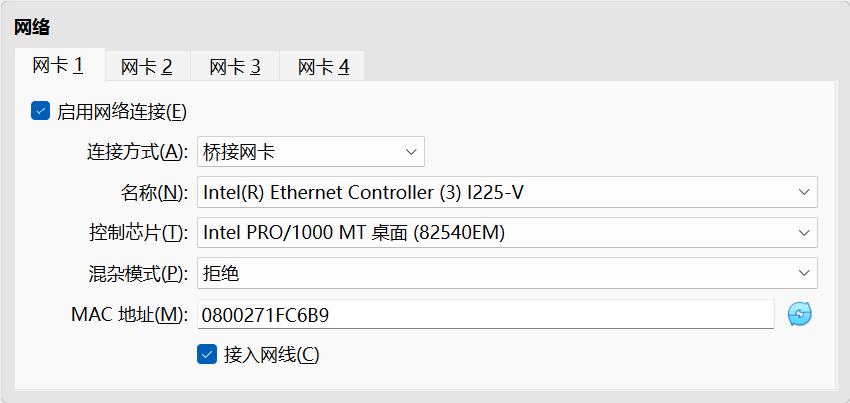 网络
网卡 1 网卡 2 网卡 3 网卡 4
启用网络连接(E)
连接方式(A): 桥接网卡
名称(N): Intel(R) Ethernet Controller (3) I225-V
控制芯片(T): Intel PRO/1000 MT 桌面 (82540EM)
混杂模式(P): 拒绝
MAC 地址(M): 0800271FC6B9
接入网线(C)